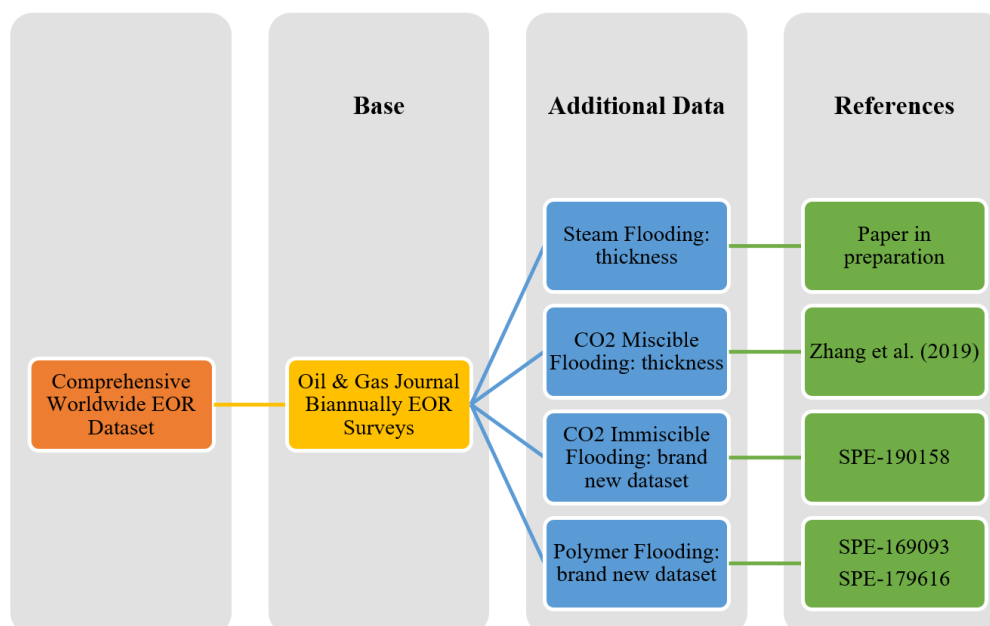 Base
Additional Data
References
Comprehensive
Worldwide EOR
Dataset
Oil & Gas Journal
Biannually EOR
Surveys
Steam Flooding:
thickness
Paper in
preparation
CO2 Miscible
Flooding: thickness
Zhang et al. (2019)
CO2 Immiscible
Flooding: brand
new dataset
SPE-190158
Polymer Flooding:
brand new dataset
SPE-169093
SPE-179616